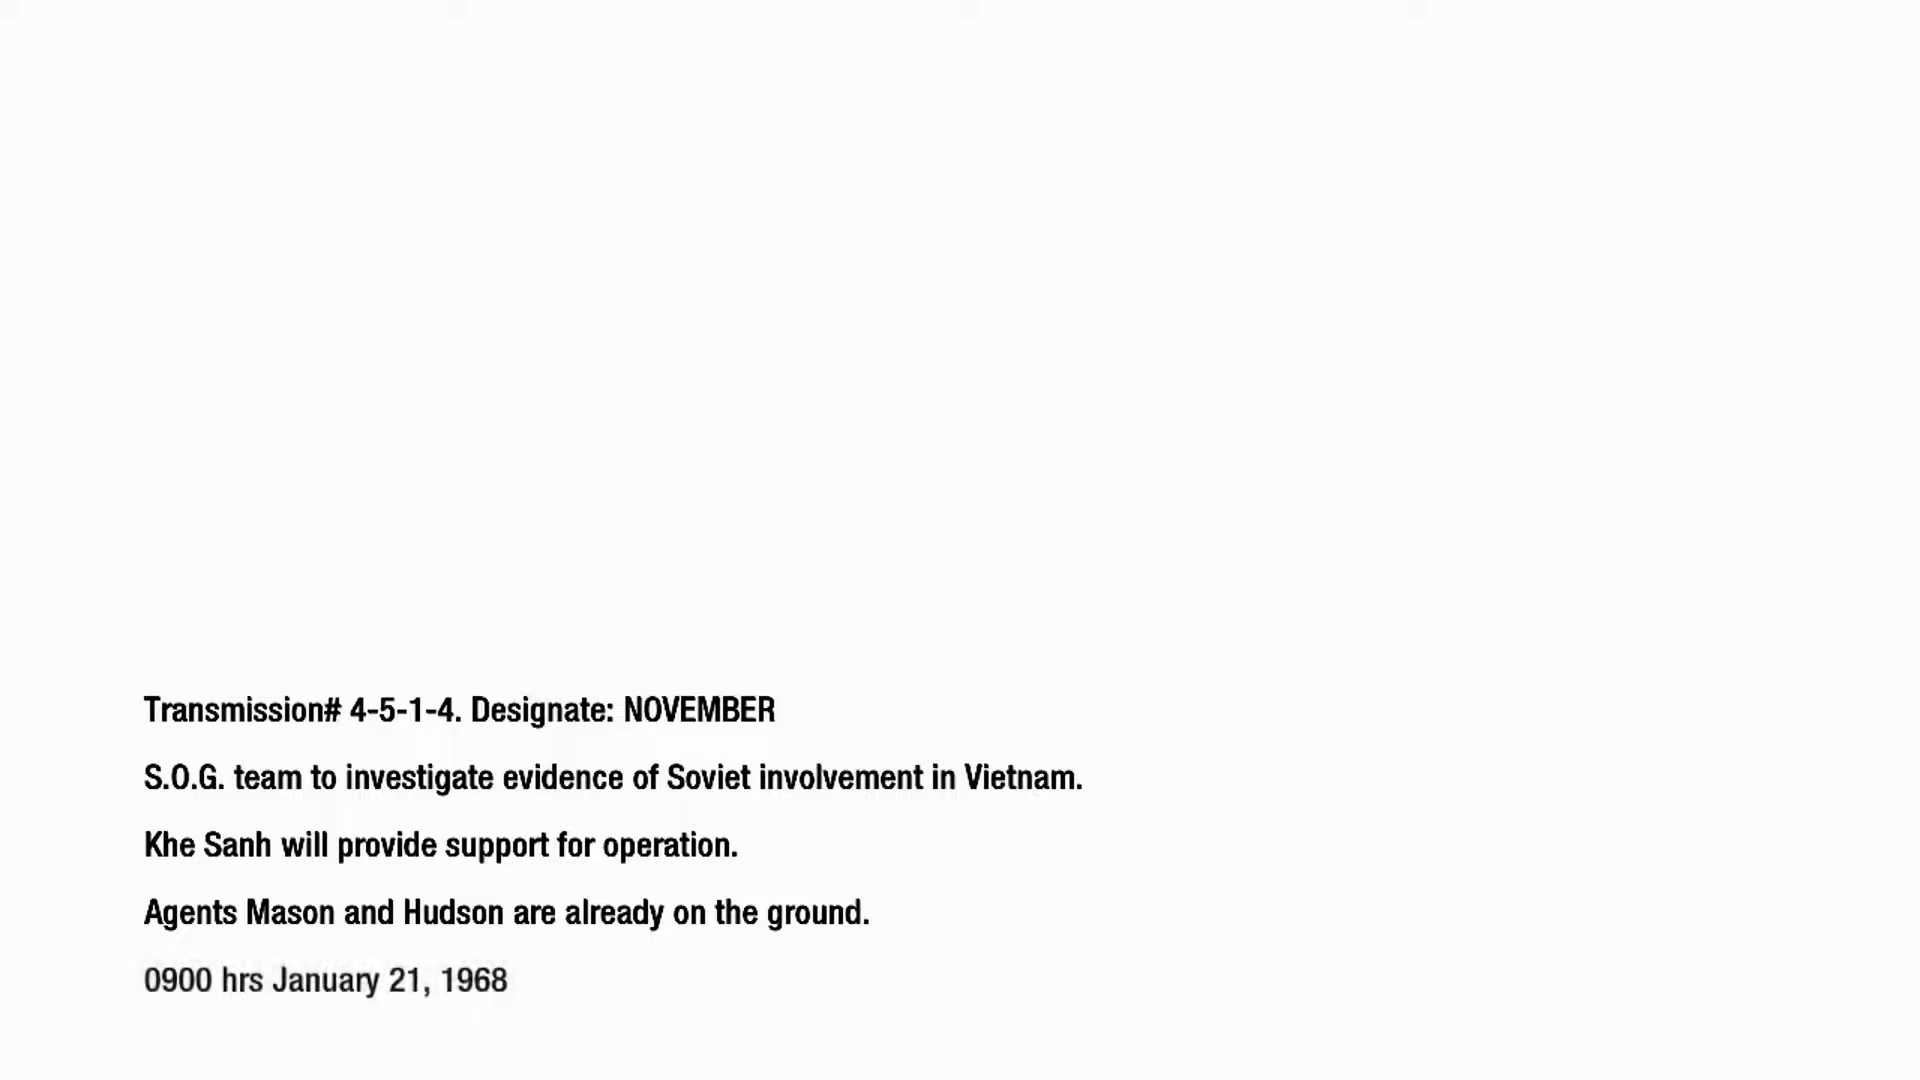 Transmission# 4-5-1-4. Designate: NOVEMBER
S.O.G. team to investigate evidence of Soviet involvement in Vietnam.
Khe Sanh will provide support for operation.
Agents Mason and Hudson are already on the ground.
0900 hrs January 21, 1968